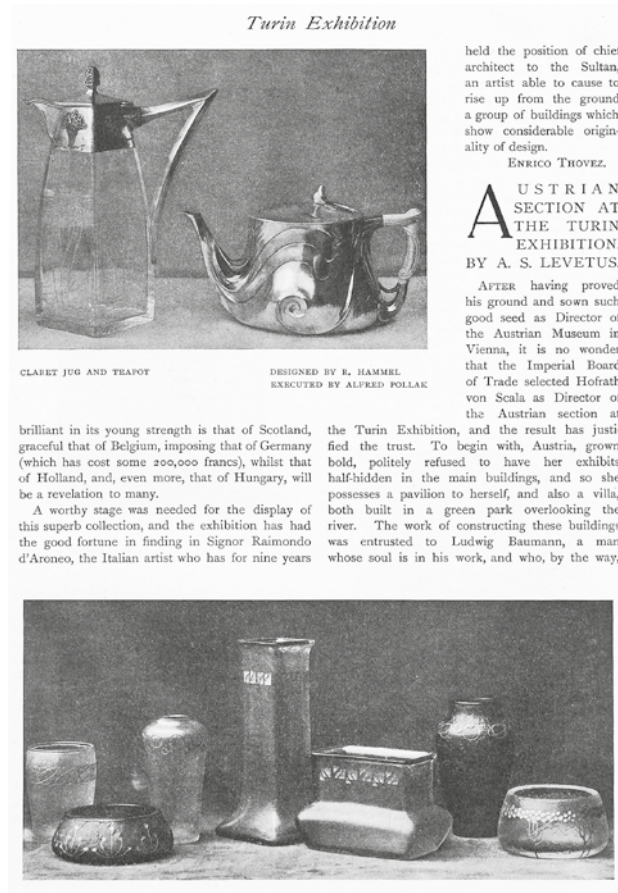 Turin Exhibition
CLARET JUG AND TEAPOT
DESIGNED BY R. HAMMEL
EXECUTED BY ALFRED POLLAK
brilliant in its young strength is that of Scotland,
graceful that of Belgium, imposing that of Germany
(which has cost some 200,000 francs), whilst that
of Holland, and, even more, that of Hungary, will
be a revelation to many.
A worthy stage was needed for the display of
this superb collection, and the exhibition has had
the good fortune in finding in Signor Raimondo
d'Aroneo, the Italian artist who has for nine years
held the position of chief
architect to the Sultan,
an artist able to cause to
rise up from the ground
a group of buildings which
show considerable origin-
ality of design.
ENRICO THOVEZ.
AUSTRIAN
SECTION AT
THE TURIN
EXHIBITION.
BY A. S. LEVETUS.
AFTER having proved
his ground and sown such
good seed as Director of
the Austrian Museum in
Vienna, it is no wonder
that the Imperial Board
of Trade selected Hofrath
von Scala as Director of
the Austrian section at
the Turin Exhibition, and the result has justi-
fied the trust. To begin with, Austria, grown
bold, politely refused to have her exhibits
half-hidden in the main buildings, and so she
possesses a pavilion to herself, and also a villa,
both built in a green park overlooking the
river. The work of constructing these buildings
was entrusted to Ludwig Baumann, a man
whose soul is in his work, and who, by the way,